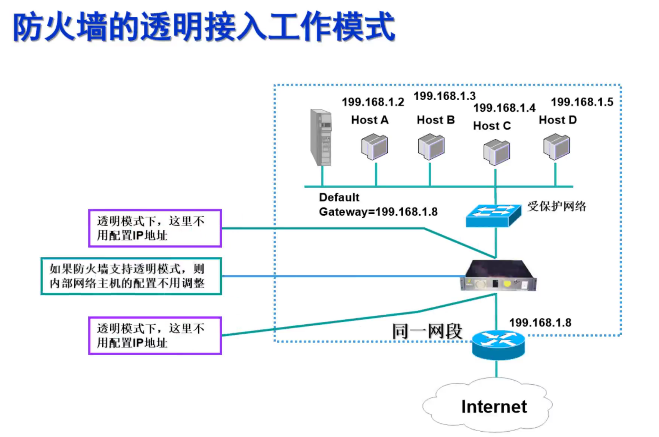 防火墙的透明接入工作模式
199.168.1.2
199.168.1.3
199.168.1.4
199.168.1.5
Host A
Host B
Host C
Host D
Default
Gateway=199.168.1.8
受保护网络
透明模式下，这里不
用配置IP地址
如果防火墙支持透明模式，则
内部网络主机的配置不用调整
透明模式下，这里不
用配置IP地址
同一网段
199.168.1.8
Internet